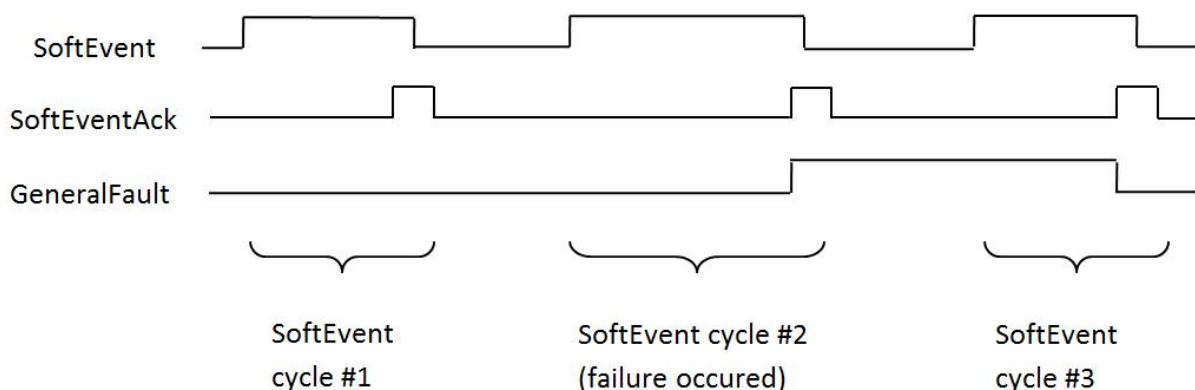 SoftEvent
SoftEventAck
GeneralFault
SoftEvent
cycle #1
SoftEvent cycle #2
(failure occured)
SoftEvent
cycle #3